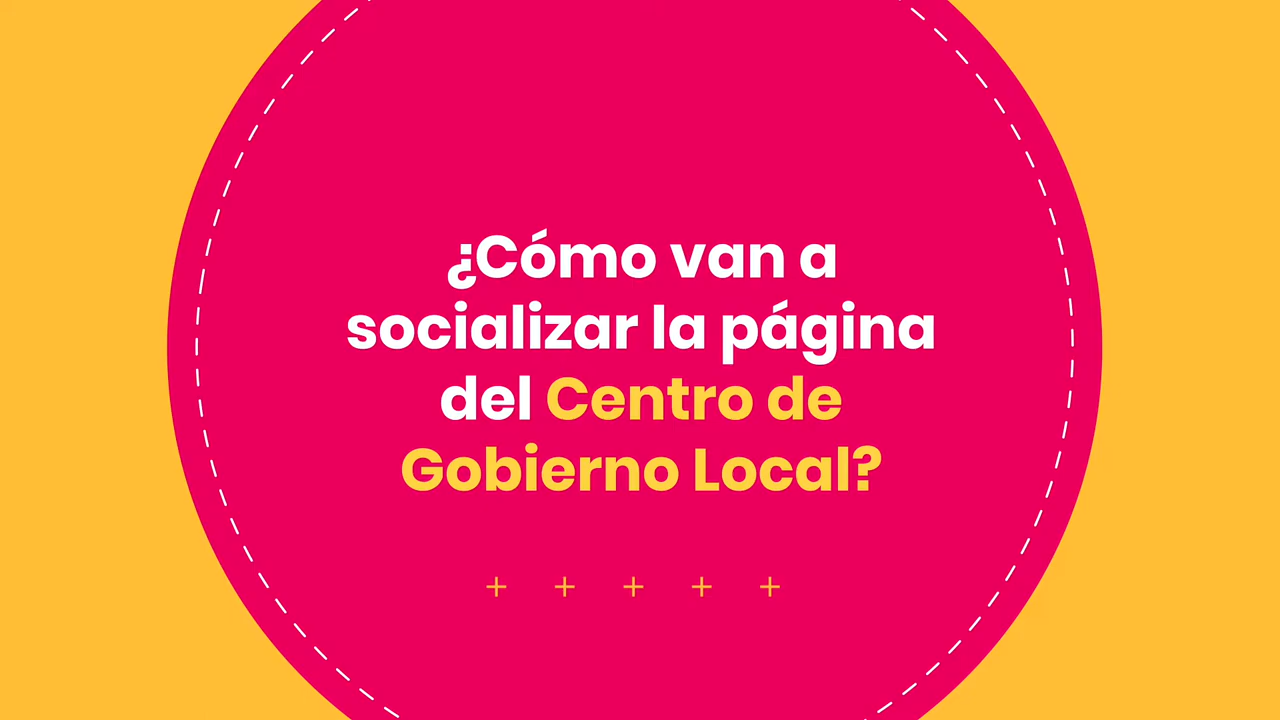 ¿Cómo van a
socializar la página
del Centro de
Gobierno Local?